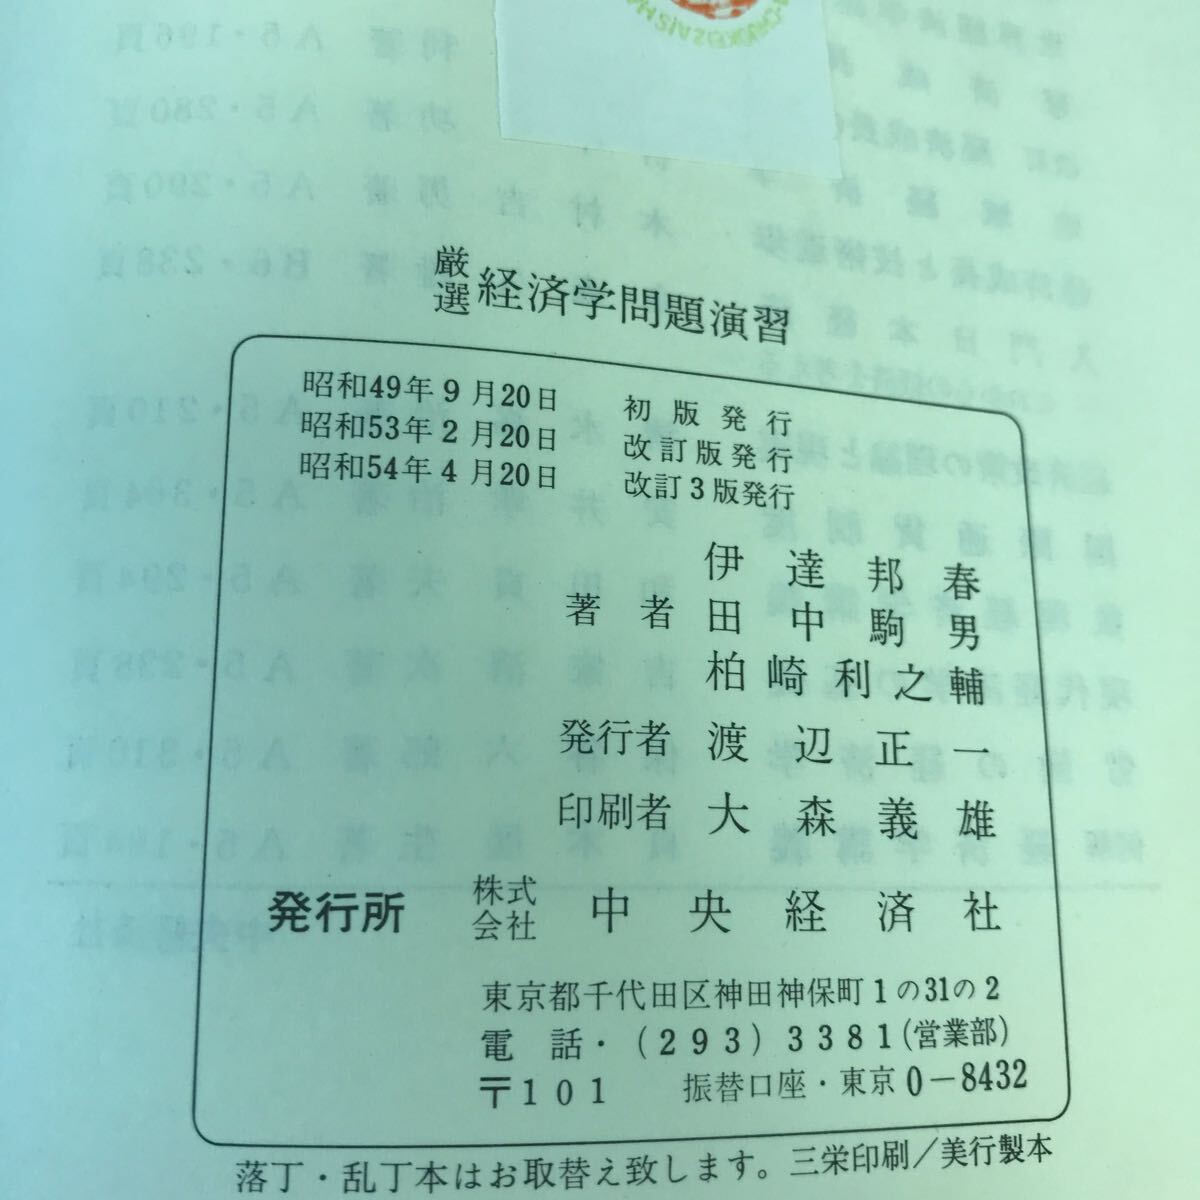 厳選 経済学問題演習
昭和49年9月20日 初版発行
昭和53年2月20日 改訂版発行
昭和54年4月20日 改訂3版発行
伊達邦春
著者 田中駒男
柏崎利之輔
発行者 渡辺正一
印刷者 大森義雄
発行所 株式会社 中央経済社
東京都千代田区神田神保町1の31の2
電話・(293)3381(営業部)
〒101 振替口座・東京0-8432
落丁・乱丁本はお取替え致します。三栄印刷/美行製本